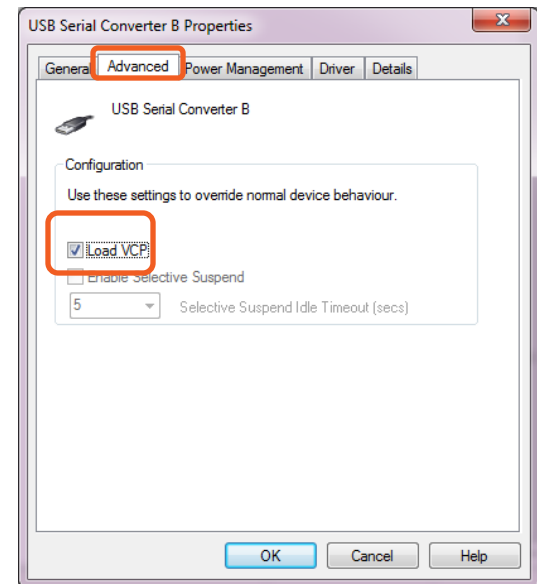 USB Serial Converter B Properties
General Advanced Power Management Driver Details
USB Serial Converter B
Configuration
Use these settings to override normal device behaviour.
Load VCP
Enable Selective Suspend
5 Selective Suspend Idle Timeout (secs)
OK Cancel Help